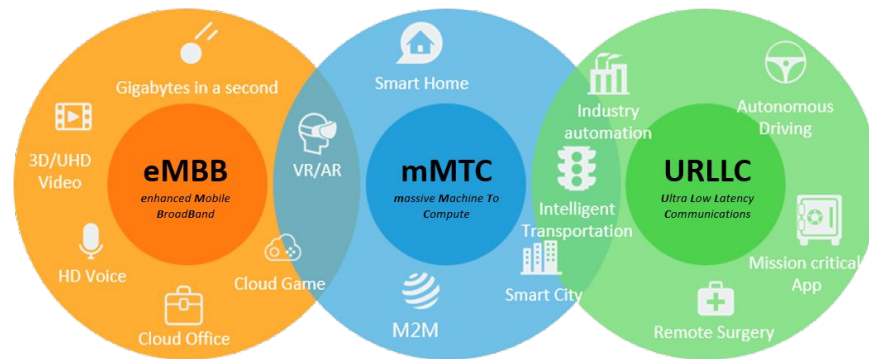 Gigabytes in a second
3D/UHD
Video
HD Voice
Cloud Office
Cloud Game
VR/AR
eMBB
enhanced Mobile
BroadBand
Smart Home
mMTC
massive Machine To
Compute
M2M
Smart City
Industry
automation
Intelligent
Transportation
URLLC
Ultra Low Latency
Communications
Autonomous
Driving
Mission critical
App
Remote Surgery